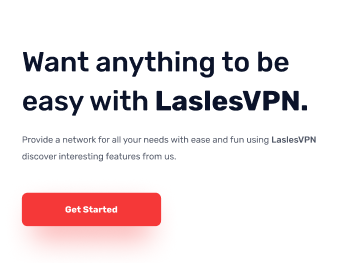 Want anything to be
easy with LaslesVPN.
Provide a network for all your needs with ease and fun using LaslesVPN
discover interesting features from us.
Get Started